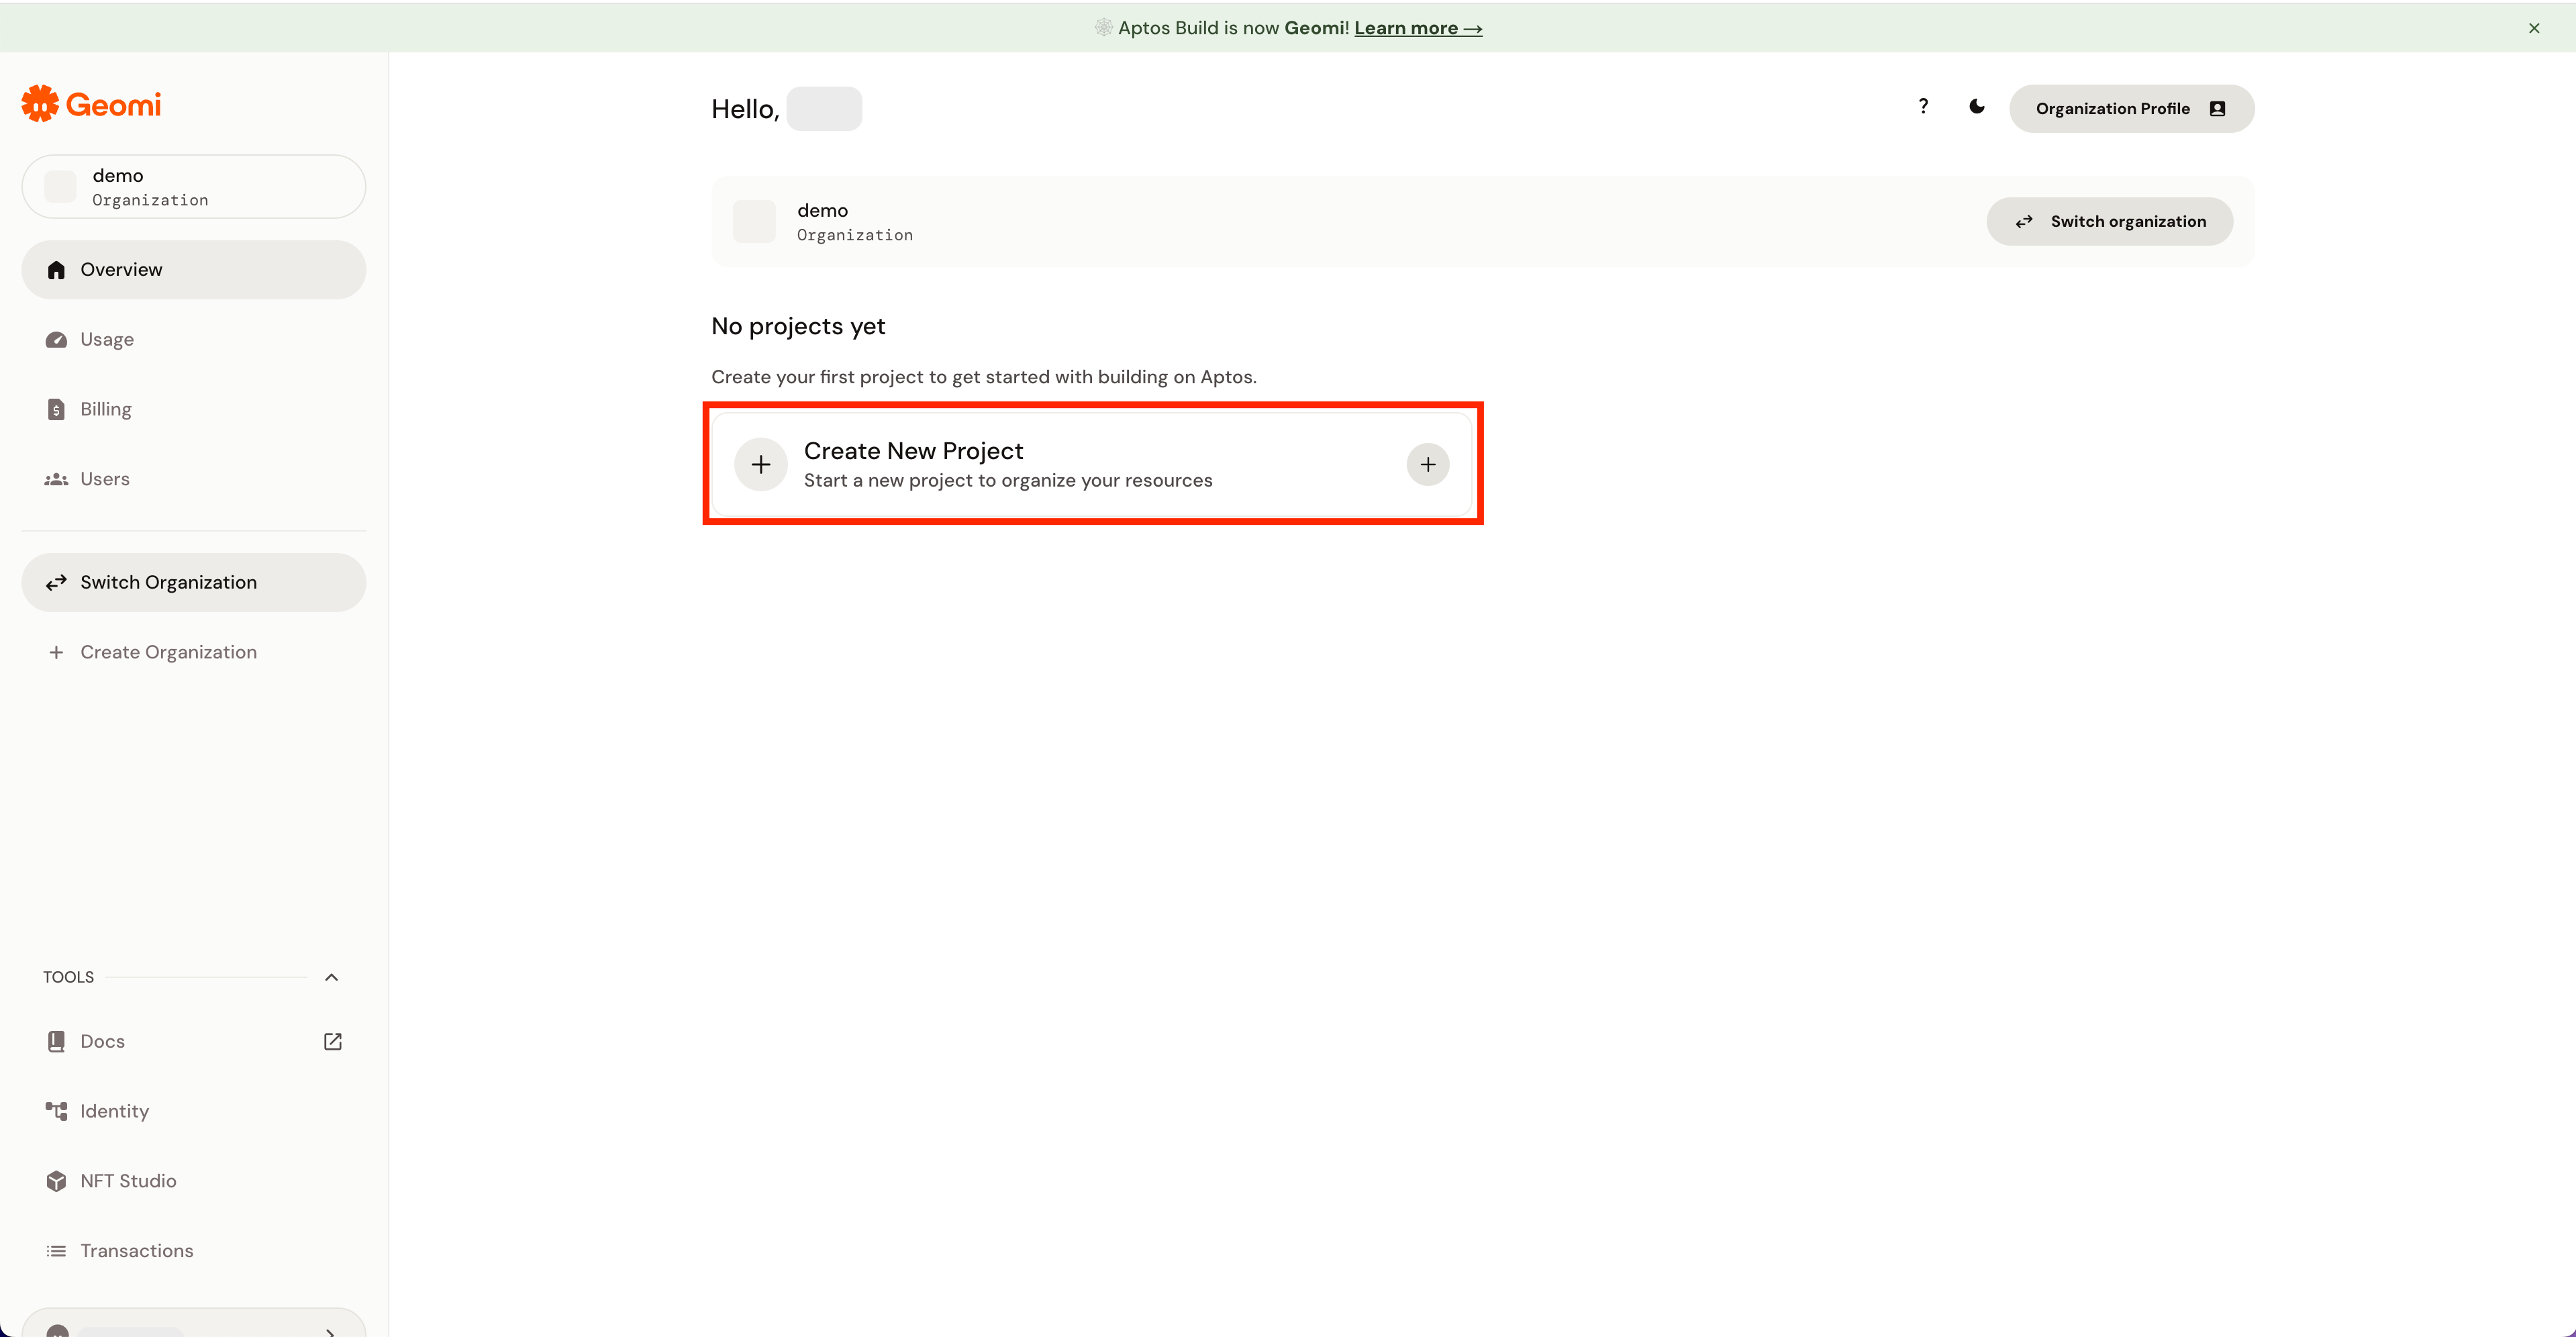 Aptos Build is now Geomi! Learn more →
Geomi
demo
Organization
Overview
Usage
Billing
Users
Switch Organization
Create Organization
TOOLS
Docs
Identity
NFT Studio
Transactions
Hello,
?
Organization Profile
demo
Organization
Switch organization
No projects yet
Create your first project to get started with building on Aptos.
Create New Project
Start a new project to organize your resources